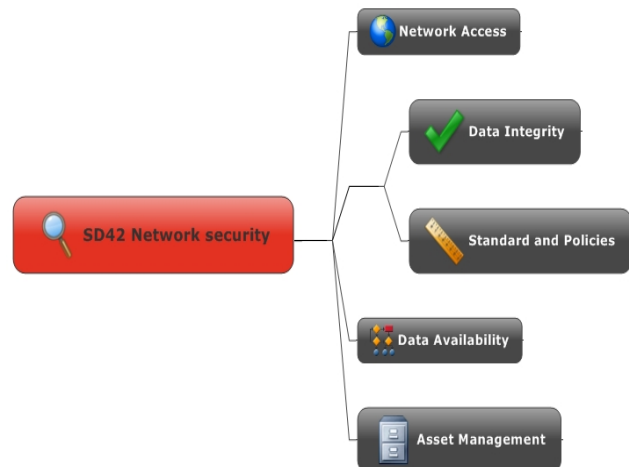 Network Access
Data Integrity
SD42 Network security
Standard and Policies
Data Availability
Asset Management